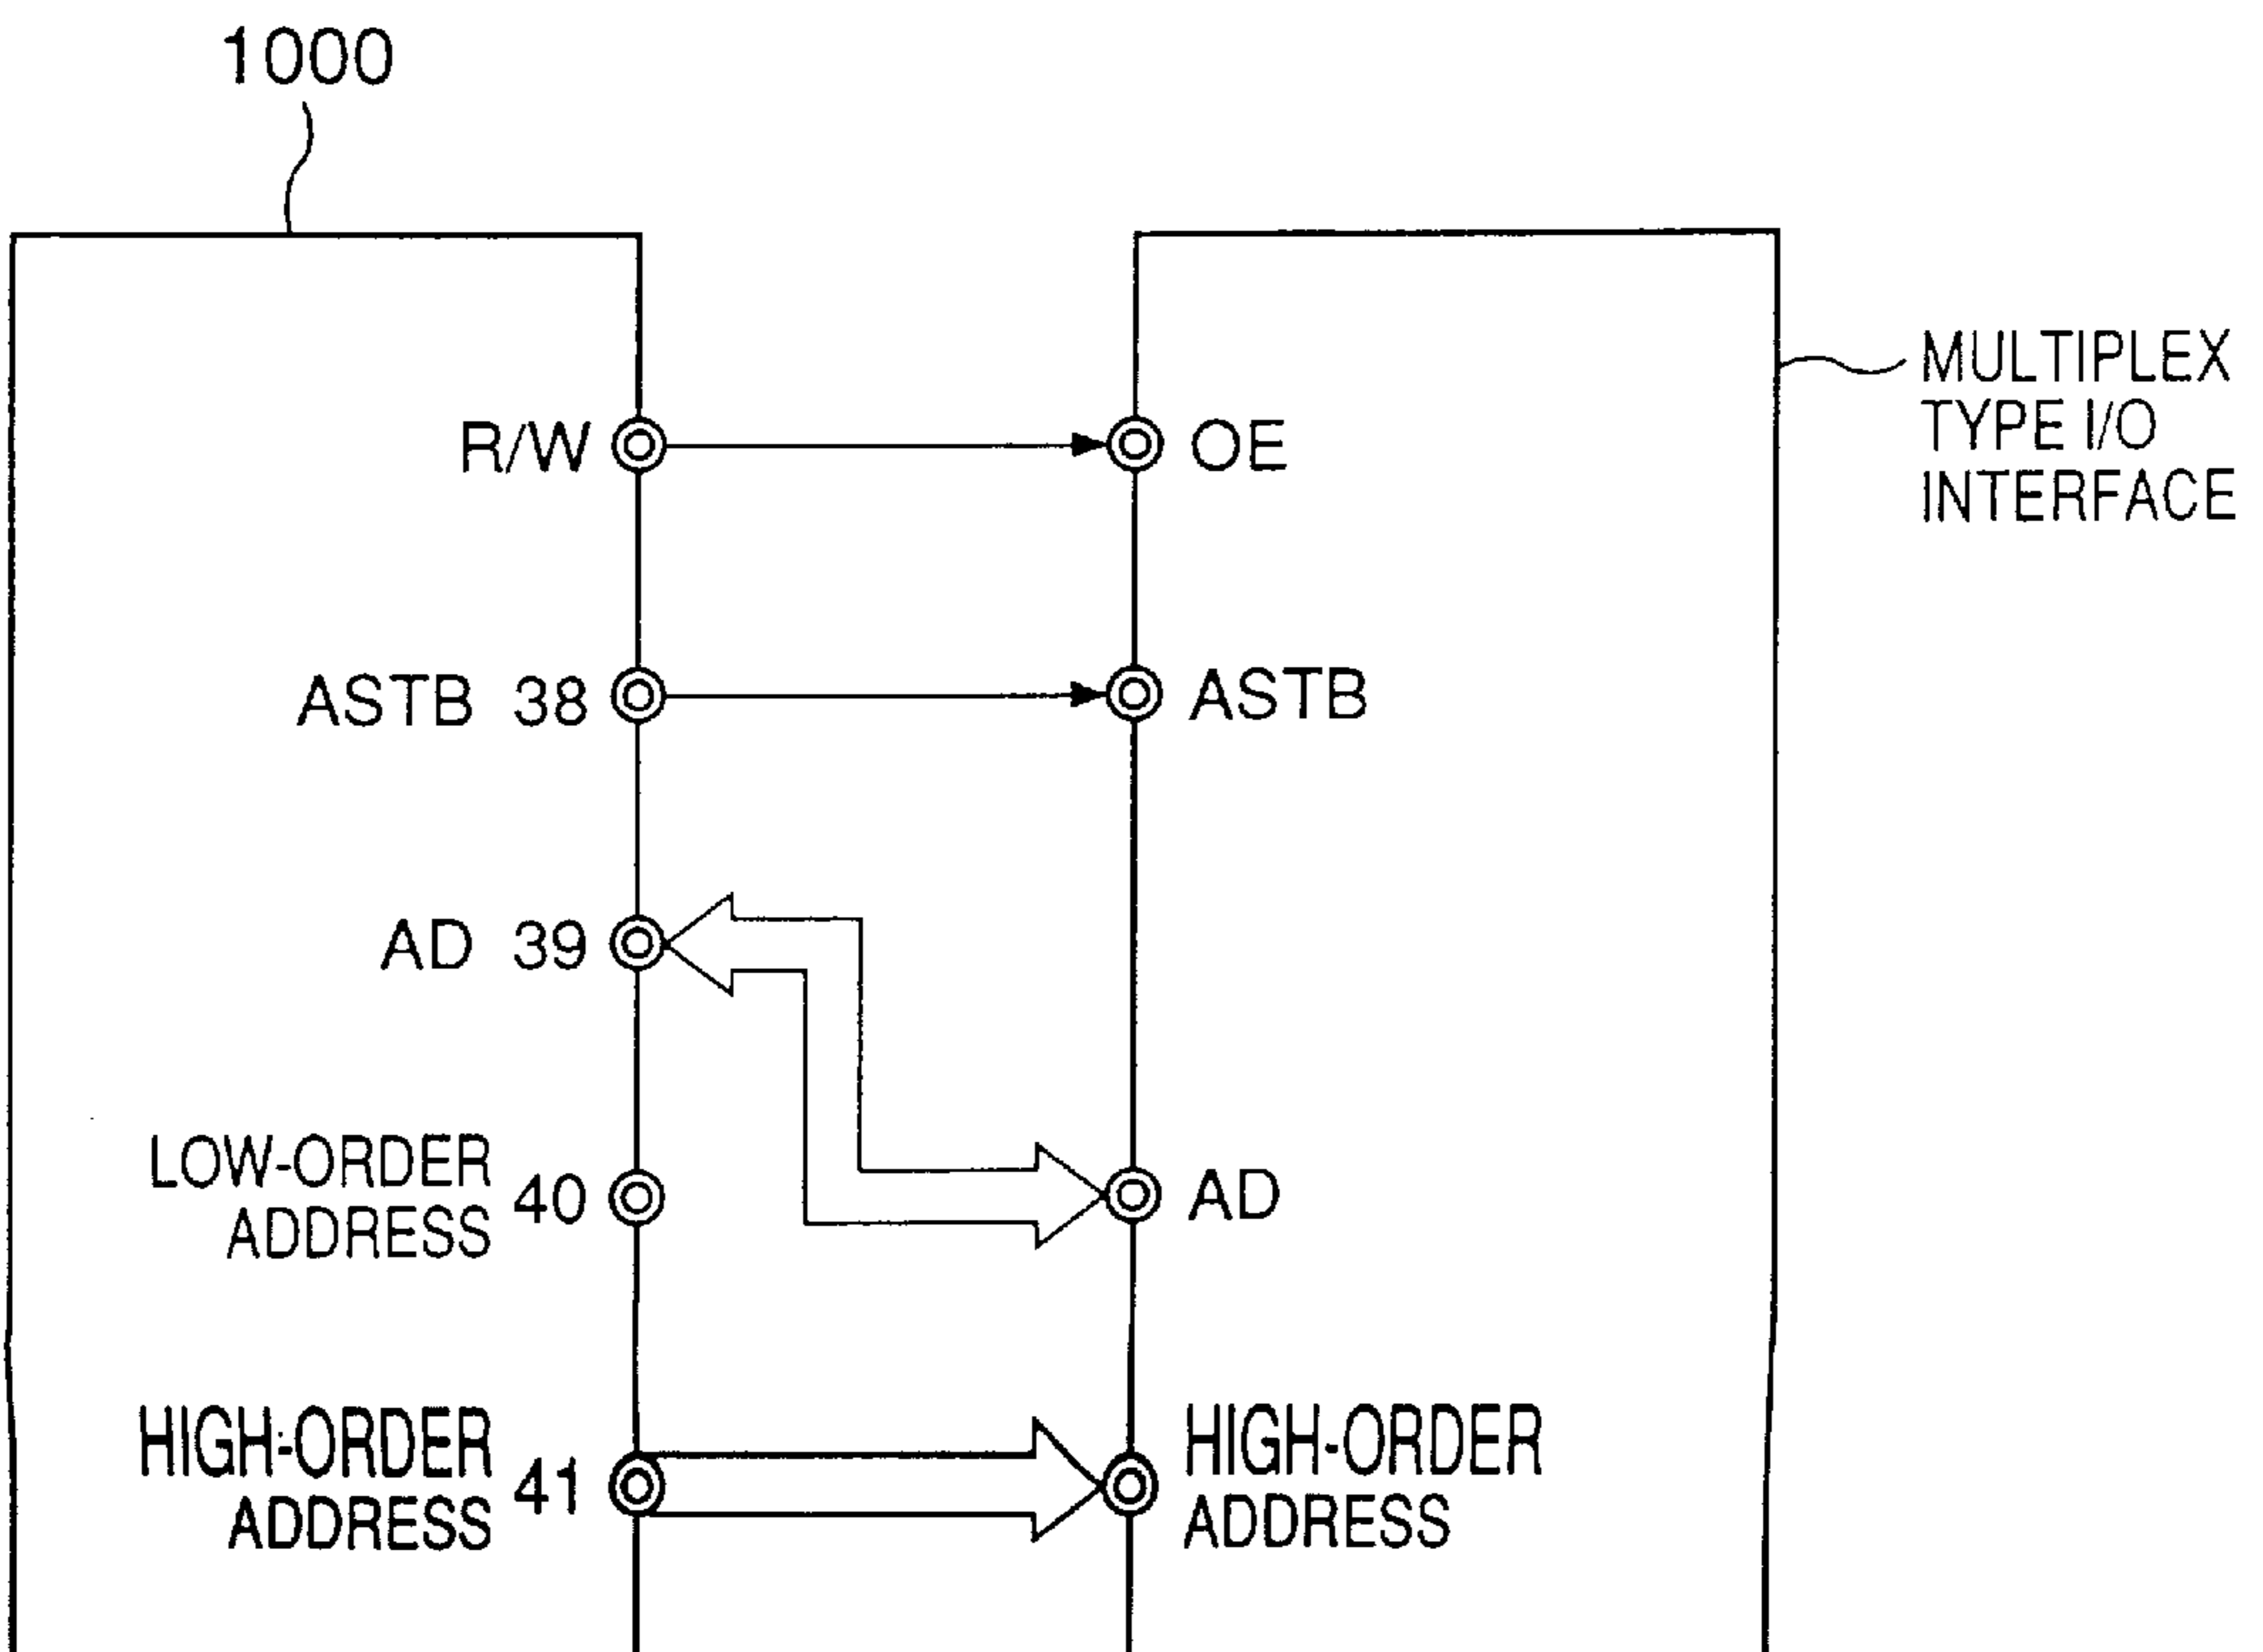 1000
MULTIPLEX
TYPE I/O
INTERFACE
R/W
OE
ASTB 38
ASTB
AD 39
LOW-ORDER
ADDRESS
40
AD
HIGH-ORDER
ADDRESS
41
HIGH-ORDER
ADDRESS